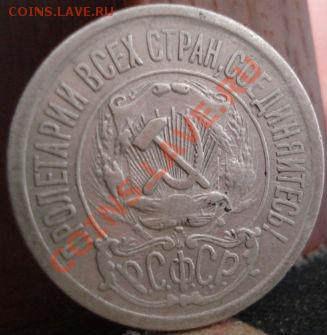 COINS.LAVE.RU
ПРОЛЕТАРИИ ВСЕХ СТРАН, СОЕДИНЯЙТЕСЬ!
COINS.LAVE.RU
Р.С.Ф.С.Р.